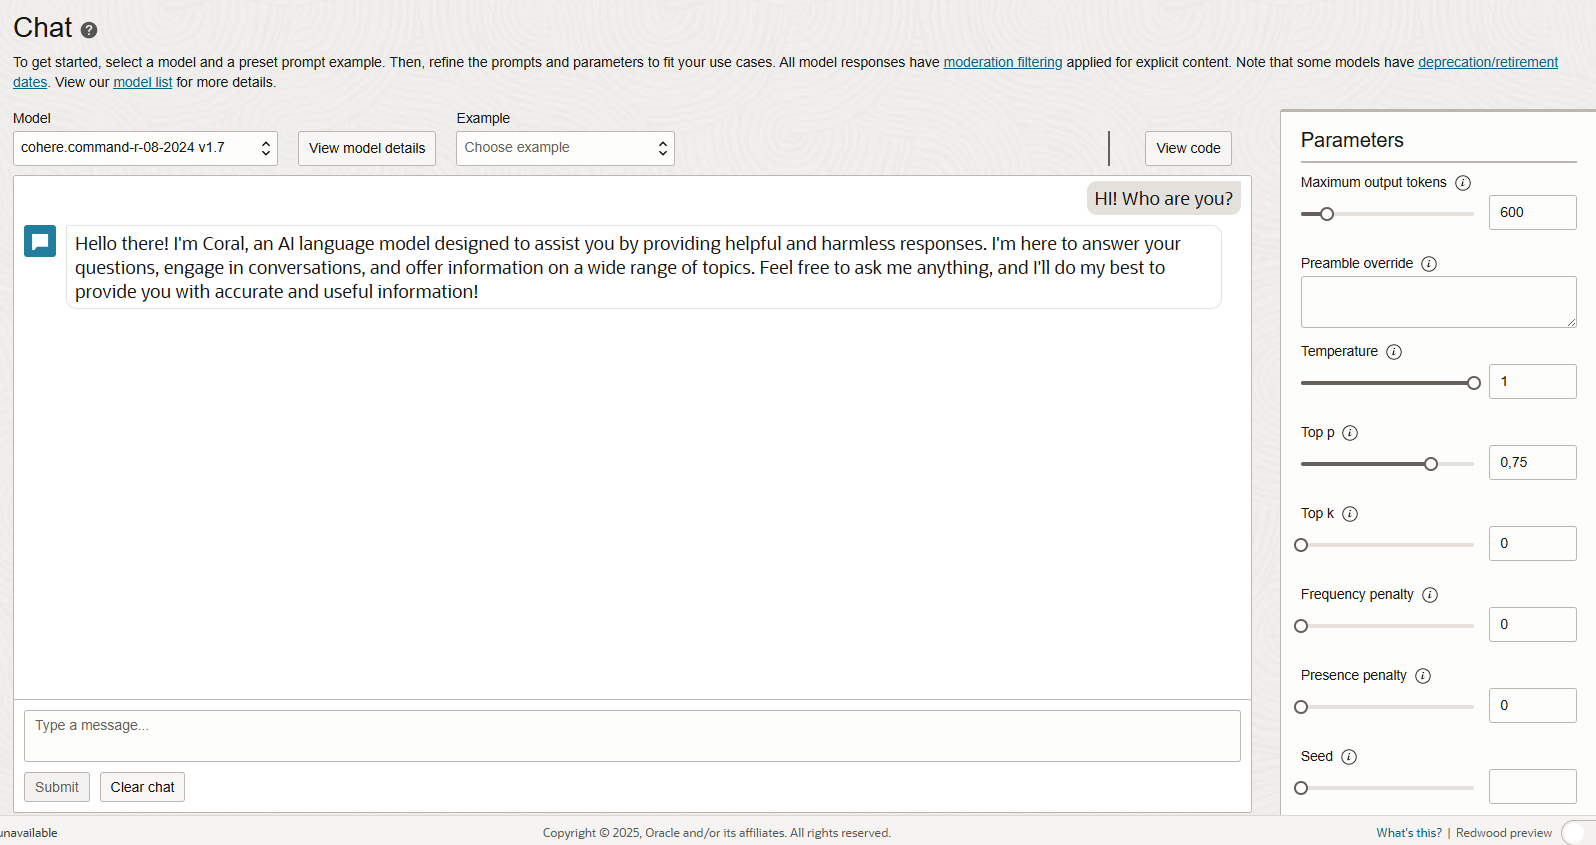 Chat
To get started, select a model and a preset prompt example. Then, refine the prompts and parameters to fit your use cases. All model responses have moderation filtering applied for explicit content. Note that some models have deprecation/retirement
dates. View our model list for more details.
Model
Example
cohere.command-r-08-2024 v1.7
View model details
Choose example
View code
HI! Who are you?
Hello there! I'm Coral, an AI language model designed to assist you by providing helpful and harmless responses. I'm here to answer your
questions, engage in conversations, and offer information on a wide range of topics. Feel free to ask me anything, and I'll do my best to
provide you with accurate and useful information!
Type a message...
Submit
Clear chat
Parameters
Maximum output tokens
600
Preamble override
Temperature
1
Top p
0,75
Top k
0
Frequency penalty
0
Presence penalty
0
Seed
unavailable
Copyright © 2025, Oracle and/or its affiliates. All rights reserved.
What's this? | Redwood preview